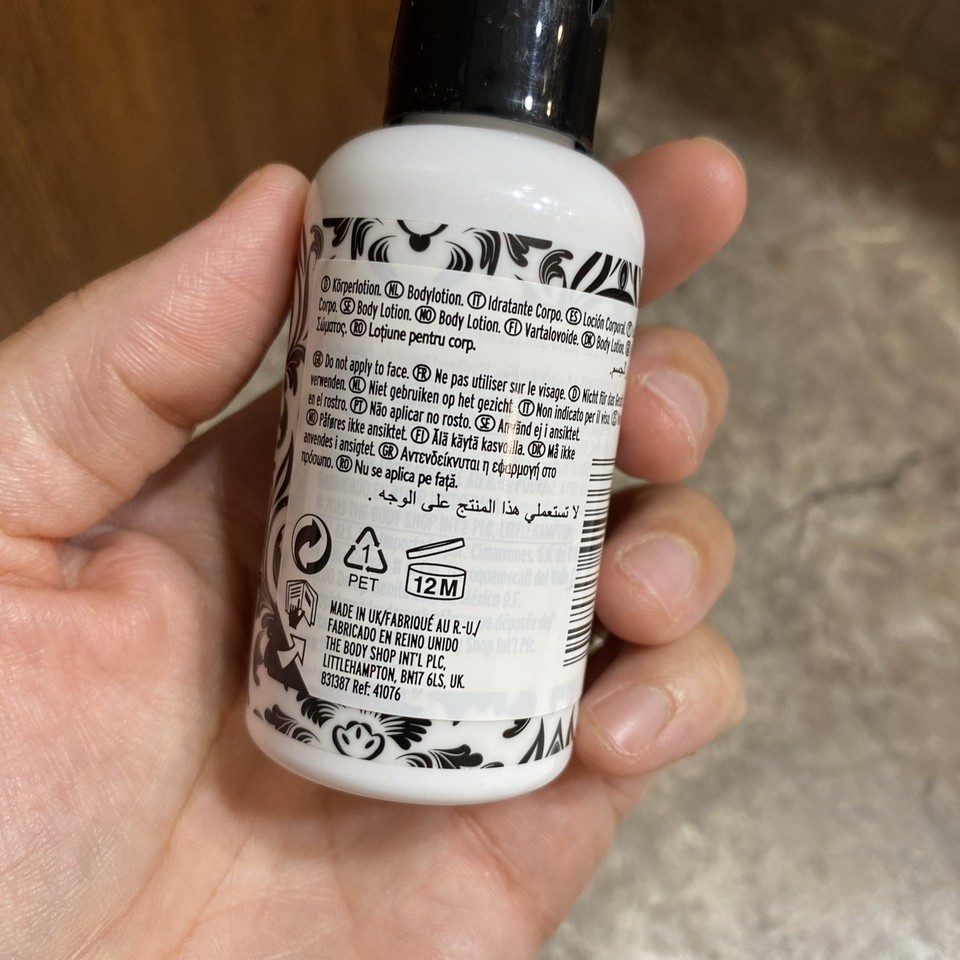 D Körperlotion. NL Bodylotion. IT Idratante Corpo. ES Loción Corporal.
Corpo. SE Body Lotion. NO Body Lotion. FI Vartalovoide. DK Body Lotion.
Σώματος. RO Loțiune pentru corp.
الجسم.
GB Do not apply to face. FR Ne pas utiliser sur le visage. D Nicht für das
verwenden. NL Niet gebruiken op het gezicht. IT Non indicato per il viso.
en el rostro. PT Não aplicar no rosto. SE Använd ej i ansiktet.
NO Påføres ikke ansiktet. FI Älä käytä kasvoilla. DK Må ikke
anvendes i ansigtet. GR Αντενδείκνυται η εφαρμογή στο
πρόσωπο. RO Nu se aplica pe față.
لا تستعملي هذا المنتج على الوجه .
1
PET
12M
MADE IN UK/FABRIQUÉ AU R.-U./
FABRICADO EN REINO UNIDO
THE BODY SHOP INT'L PLC,
LITTLEHAMPTON, BN17 6LS, UK.
831387 Ref: 41076